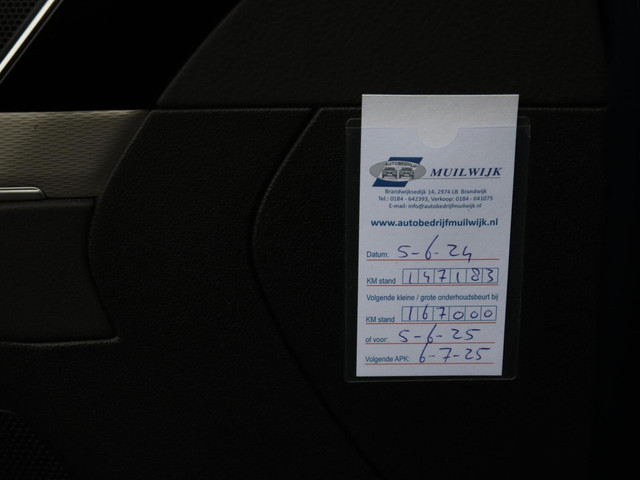 AUTOBEDRIJF
MUILWIJK
Brandwijksedijk 14, 2974 LB Brandwijk
Tel.: 0184 - 642393, Verkoop: 0184 - 641075
E-mail: info@autobedrijfmuilwijk.nl
www.autobedrijfmuilwijk.nl
Datum: 5-6-24
KM stand 147183
Volgende kleine / grote onderhoudsbeurt bij
KM stand 167000
of voor: 5-6-25
Volgende APK: 6-7-25